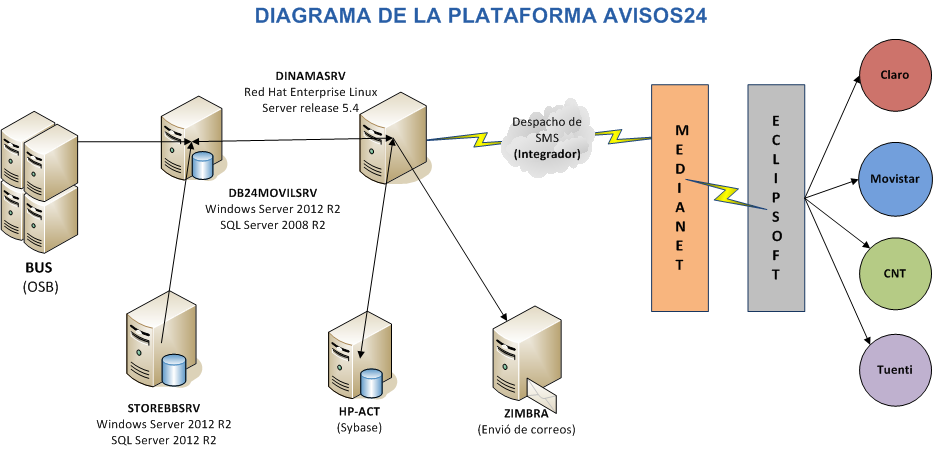 DIAGRAMA DE LA PLATAFORMA AVISOS24
DINAMASRV
Red Hat Enterprise Linux
Server release 5.4
DB24MOVILSRV
Windows Server 2012 R2
SQL Server 2008 R2
BUS
(OSB)
STOREBBSRV
Windows Server 2012 R2
SQL Server 2012 R2
HP-ACT
(Sybase)
ZIMBRA
(Envió de correos)
Despacho de
SMS
(Integrador)
MEDIANET
ECLIPSOFT
Claro
Movistar
CNT
Tuenti